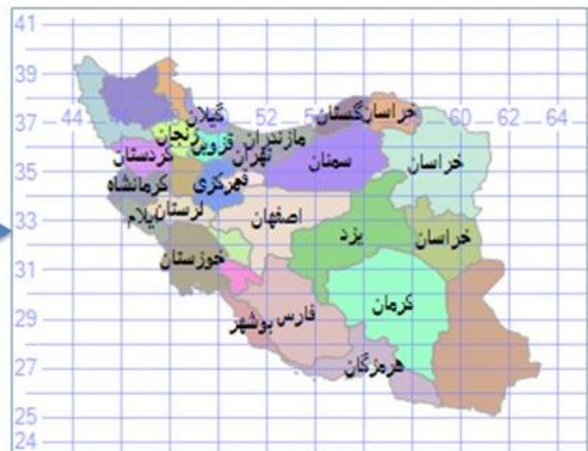 41
39
37
35
33
31
29
27
25
24
44
52
60
62
64
گیلان
گلستان
خراسان
زنجان
قزوین
مازندران
تهران
کردستان
سمنان
خراسان
کرمانشاه
قم
مرکزی
لرستان
ایلام
اصفهان
یزد
خراسان
خوزستان
کرمان
فارس
بوشهر
هرمزگان